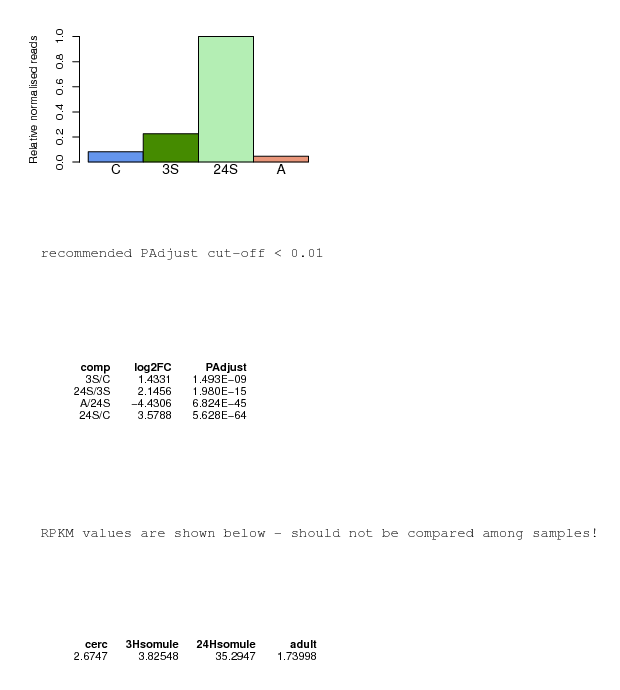 Relative normalised reads
1.0
0.8
0.6
0.4
0.2
0.0
C 3S 24S A
recommended PAdjust cut-off < 0.01
comp log2FC PAdjust
3S/C 1.4331 1.493E−09
24S/3S 2.1456 1.980E−15
A/24S −4.4306 6.824E−45
24S/C 3.5788 5.628E−64
RPKM values are shown below - should not be compared among samples!
cerc 3Hsomule 24Hsomule adult
2.6747 3.82548 35.2947 1.73998